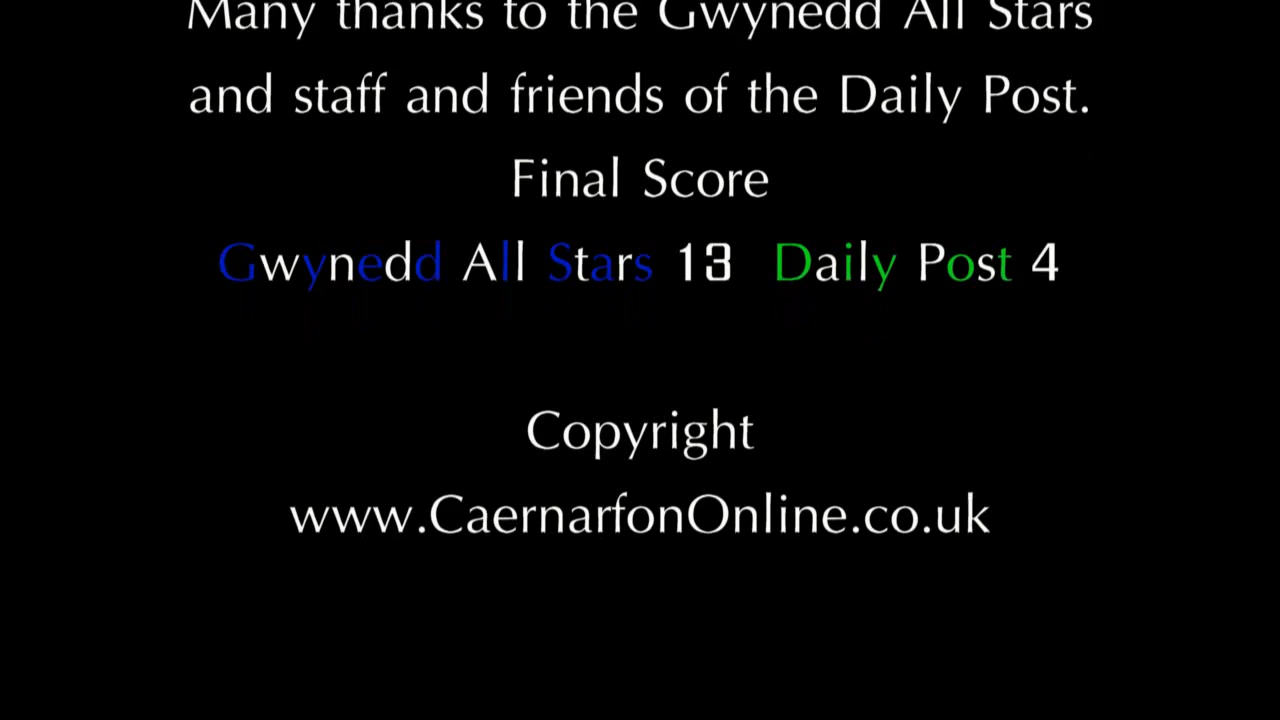 Many thanks to the Gwynedd All Stars
and staff and friends of the Daily Post.
Final Score
Gwynedd All Stars 13 Daily Post 4
Copyright
www.CaernarfonOnline.co.uk